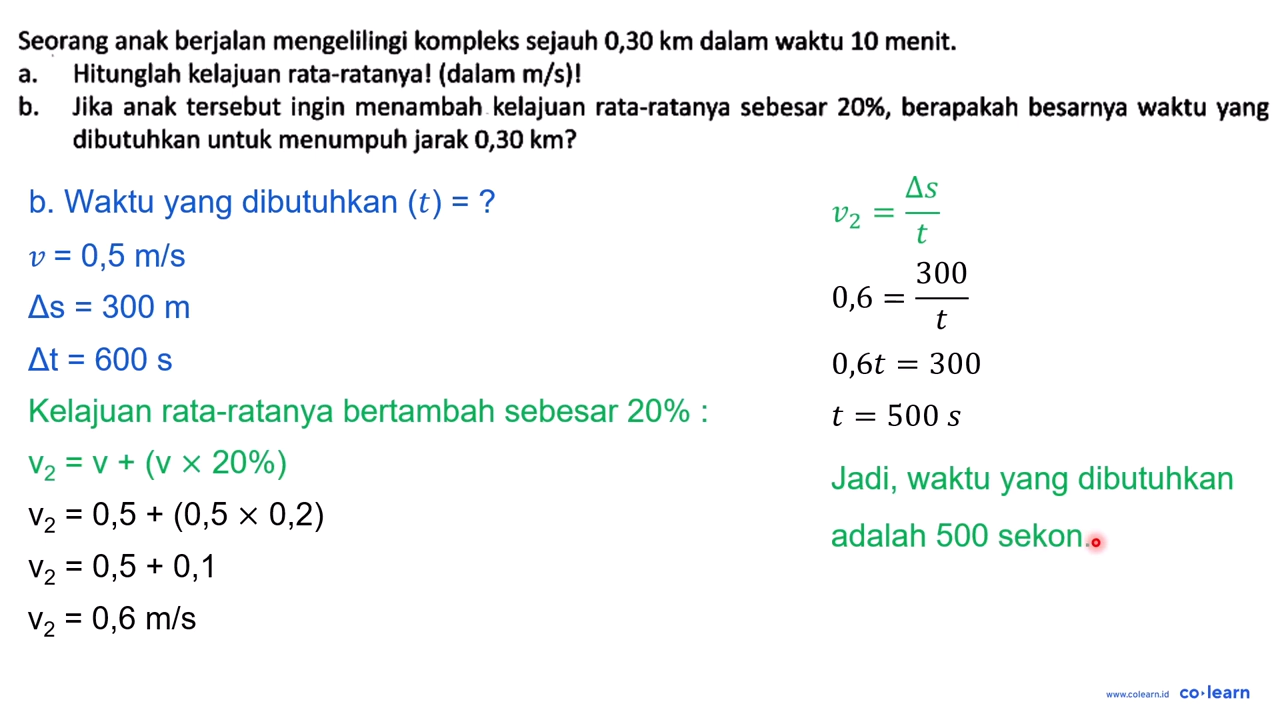 Seorang anak berjalan mengelilingi kompleks sejauh 0,30 km dalam waktu 10 menit.
a. Hitunglah kelajuan rata-ratanya! (dalam m/s)!
b. Jika anak tersebut ingin menambah kelajuan rata-ratanya sebesar 20%, berapakah besarnya waktu yang
dibutuhkan untuk menumpuh jarak 0,30 km?
b. Waktu yang dibutuhkan (t) = ?
v = 0,5 m/s
Δs = 300 m
Δt = 600 s
Kelajuan rata-ratanya bertambah sebesar 20% :
v₂ = v + (v × 20%)
v₂ = 0,5 + (0,5 × 0,2)
v₂ = 0,5 + 0,1
v₂ = 0,6 m/s
v₂ = Δs/t
0,6 = 300/t
0,6t = 300
t = 500 s
Jadi, waktu yang dibutuhkan
adalah 500 sekon.
www.colearn.id co·learn